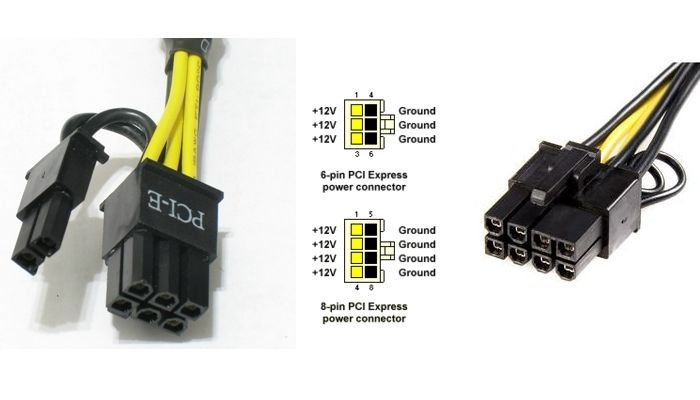 PCI-E
1 4
+12V Ground
+12V Ground
+12V Ground
3 6
6-pin PCI Express
power connector
1 5
+12V Ground
+12V Ground
+12V Ground
+12V Ground
4 8
8-pin PCI Express
power connector